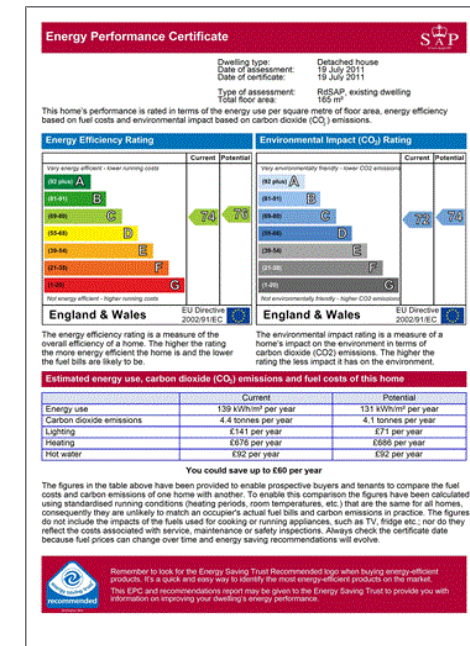 Energy Performance Certificate
SAP
Dwelling type: Detached house
Date of assessment: 19 July 2011
Date of certificate: 19 July 2011
Type of assessment: RdSAP, existing dwelling
Total floor area: 165 m²
This home's performance is rated in terms of the energy use per square metre of floor area, energy efficiency
based on fuel costs and environmental impact based on carbon dioxide (CO2) emissions.
Energy Efficiency Rating
Current Potential
Very energy efficient - lower running costs
(92 plus) A
(81-91) B
(69-80) C 74 76
(55-68) D
(39-54) E
(21-38) F
(1-20) G
Not energy efficient - higher running costs
England & Wales EU Directive 2002/91/EC
Environmental Impact (CO2) Rating
Current Potential
Very environmentally friendly - lower CO2 emissions
(92 plus) A
(81-91) B
(69-80) C 72 74
(55-68) D
(39-54) E
(21-38) F
(1-20) G
Not environmentally friendly - higher CO2 emissions
England & Wales EU Directive 2002/91/EC
The energy efficiency rating is a measure of the
overall efficiency of a home. The higher the rating
the more energy efficient the home is and the lower
the fuel bills are likely to be.
The environmental impact rating is a measure of a
home's impact on the environment in terms of
carbon dioxide (CO2) emissions. The higher the
rating the less impact it has on the environment.
Estimated energy use, carbon dioxide (CO2) emissions and fuel costs of this home
Current Potential
Energy use 139 kWh/m² per year 131 kWh/m² per year
Carbon dioxide emissions 4.4 tonnes per year 4.1 tonnes per year
Lighting £141 per year £71 per year
Heating £676 per year £686 per year
Hot water £92 per year £92 per year
You could save up to £60 per year
The figures in the table above have been provided to enable prospective buyers and tenants to compare the fuel
costs and carbon emissions of one home with another. To enable this comparison the figures have been calculated
using standardised running conditions (heating periods, room temperatures, etc.) that are the same for all homes,
consequently they are unlikely to match an occupier's actual fuel bills and carbon emissions in practice. The figures
do not include the impacts of the fuels used for cooking or running appliances, such as TV, fridge etc.; nor do they
reflect the costs associated with service, maintenance or safety inspections. Always check the certificate date
because fuel prices can change over time and energy saving recommendations will evolve.
energy saving trust
recommended
Remember to look for the Energy Saving Trust Recommended logo when buying energy-efficient
products. It's a quick and easy way to identify the most energy-efficient products on the market.
This EPC and recommendations report may be given to the Energy Saving Trust to provide you with
information on improving your dwelling's energy performance.